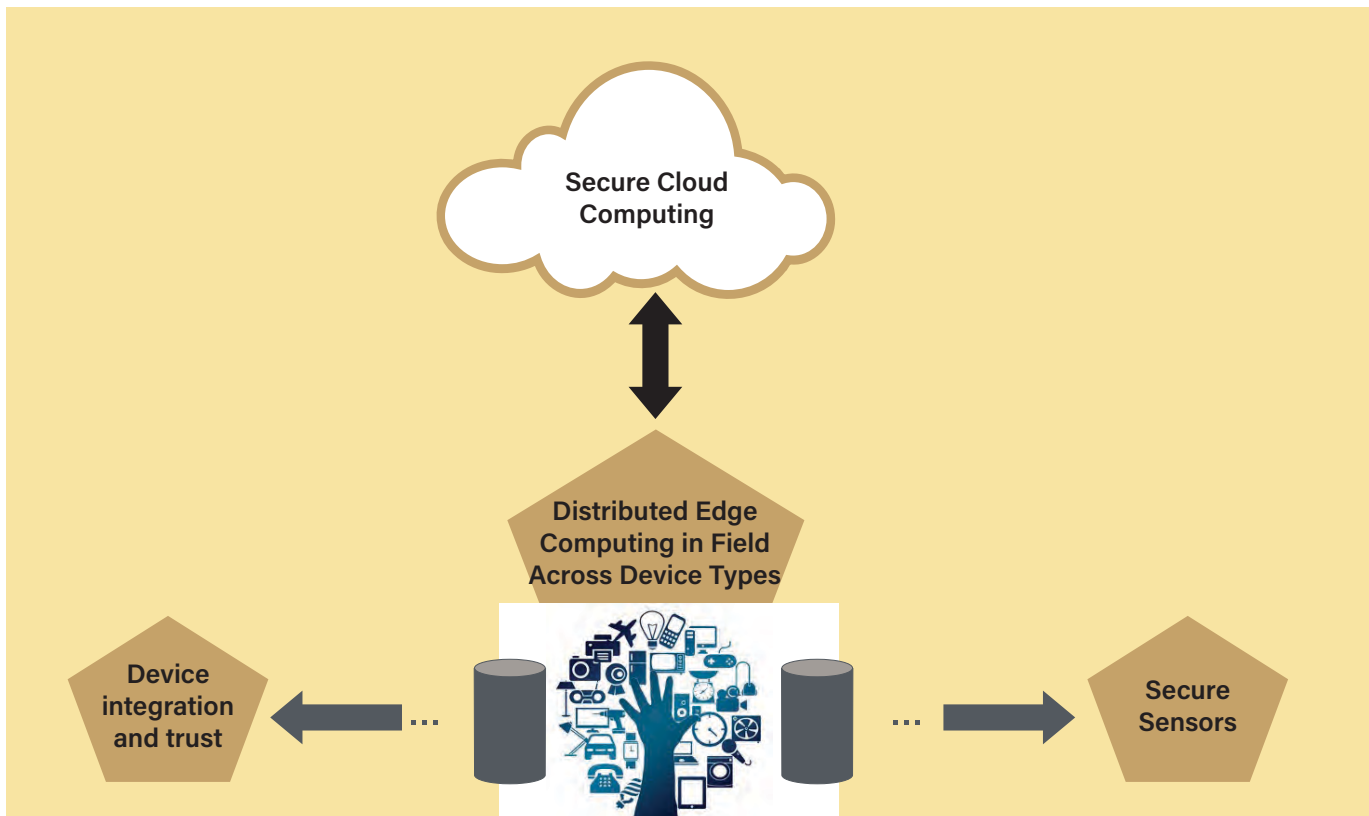 Secure Cloud
Computing
Distributed Edge
Computing in Field
Across Device Types
Device
integration
and trust
...
...
Secure
Sensors